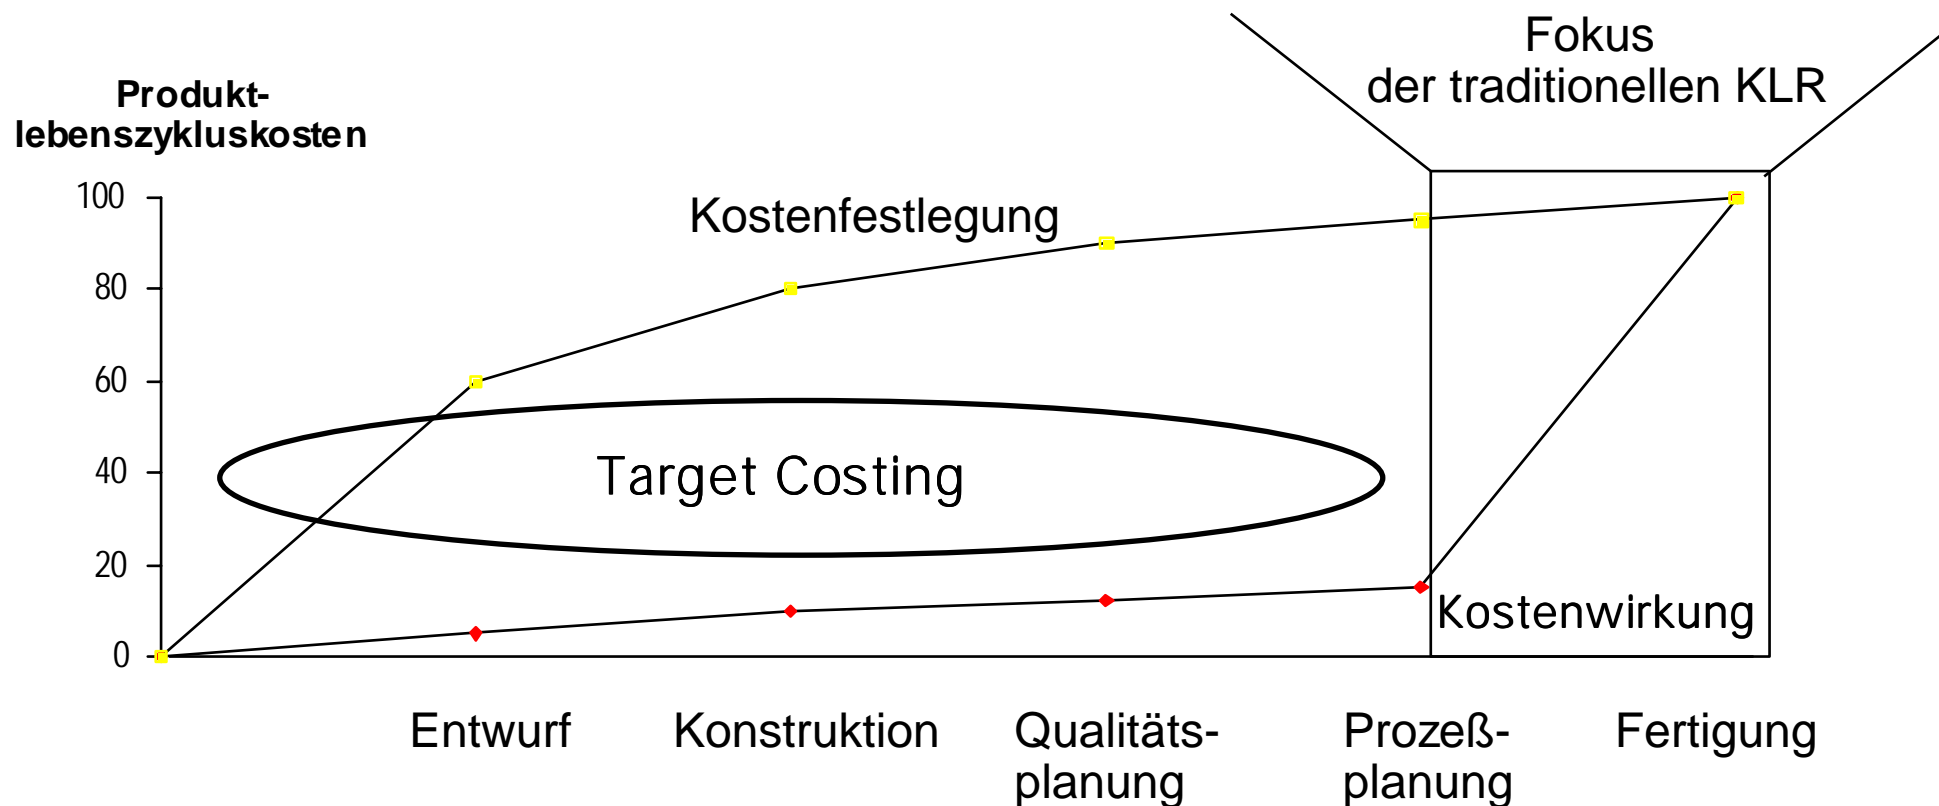 Fokus
der traditionellen KLR
Produkt-
lebenszykluskosten
100
Kostenfestlegung
80
60
40
Target Costing
20
Kostenwirkung
0
Entwurf
Konstruktion
Qualitäts-
planung
Prozeß-
planung
Fertigung